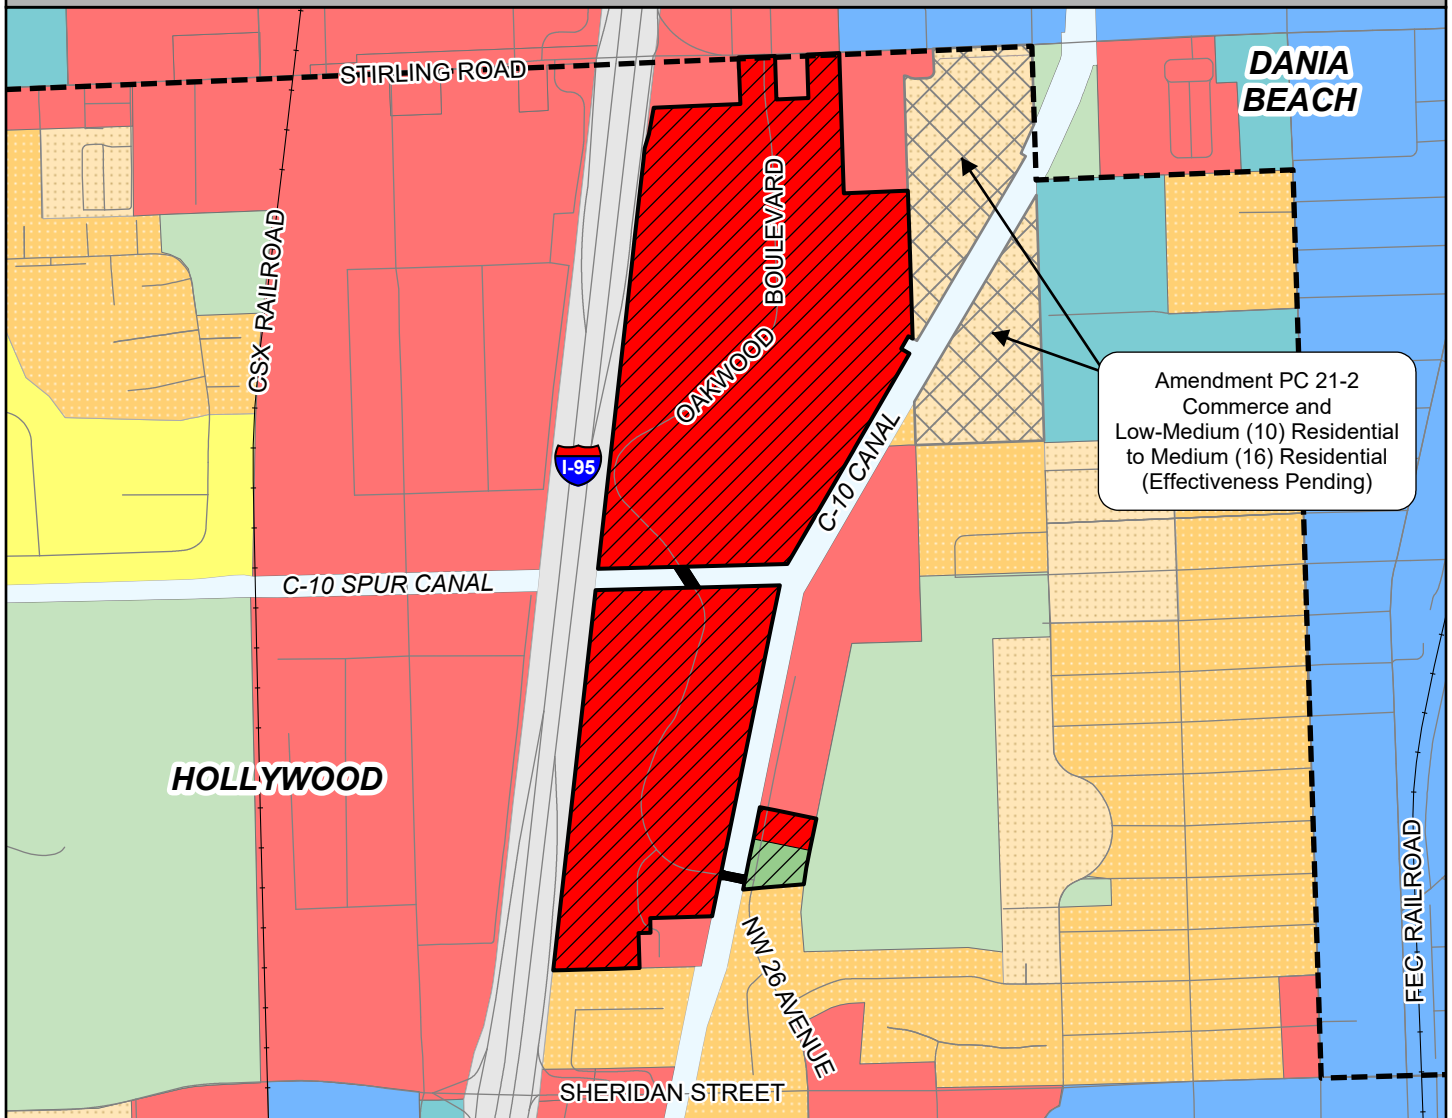 STIRLING ROAD
DANIA
BEACH
BOULEVARD
OAKWOOD
CSX RAILROAD
I-95
C-10 CANAL
Amendment PC 21-2
Commerce and
Low-Medium (10) Residential
to Medium (16) Residential
(Effectiveness Pending)
C-10 SPUR CANAL
HOLLYWOOD
NW 26 AVENUE
FEC RAILROAD
SHERIDAN STREET